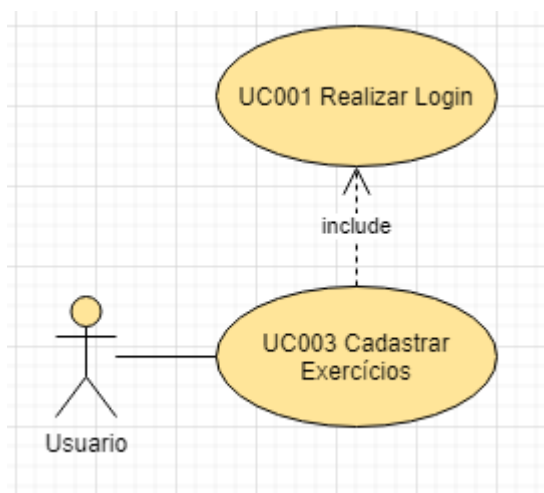 UC001 Realizar Login
include
UC003 Cadastrar
Exercícios
Usuario